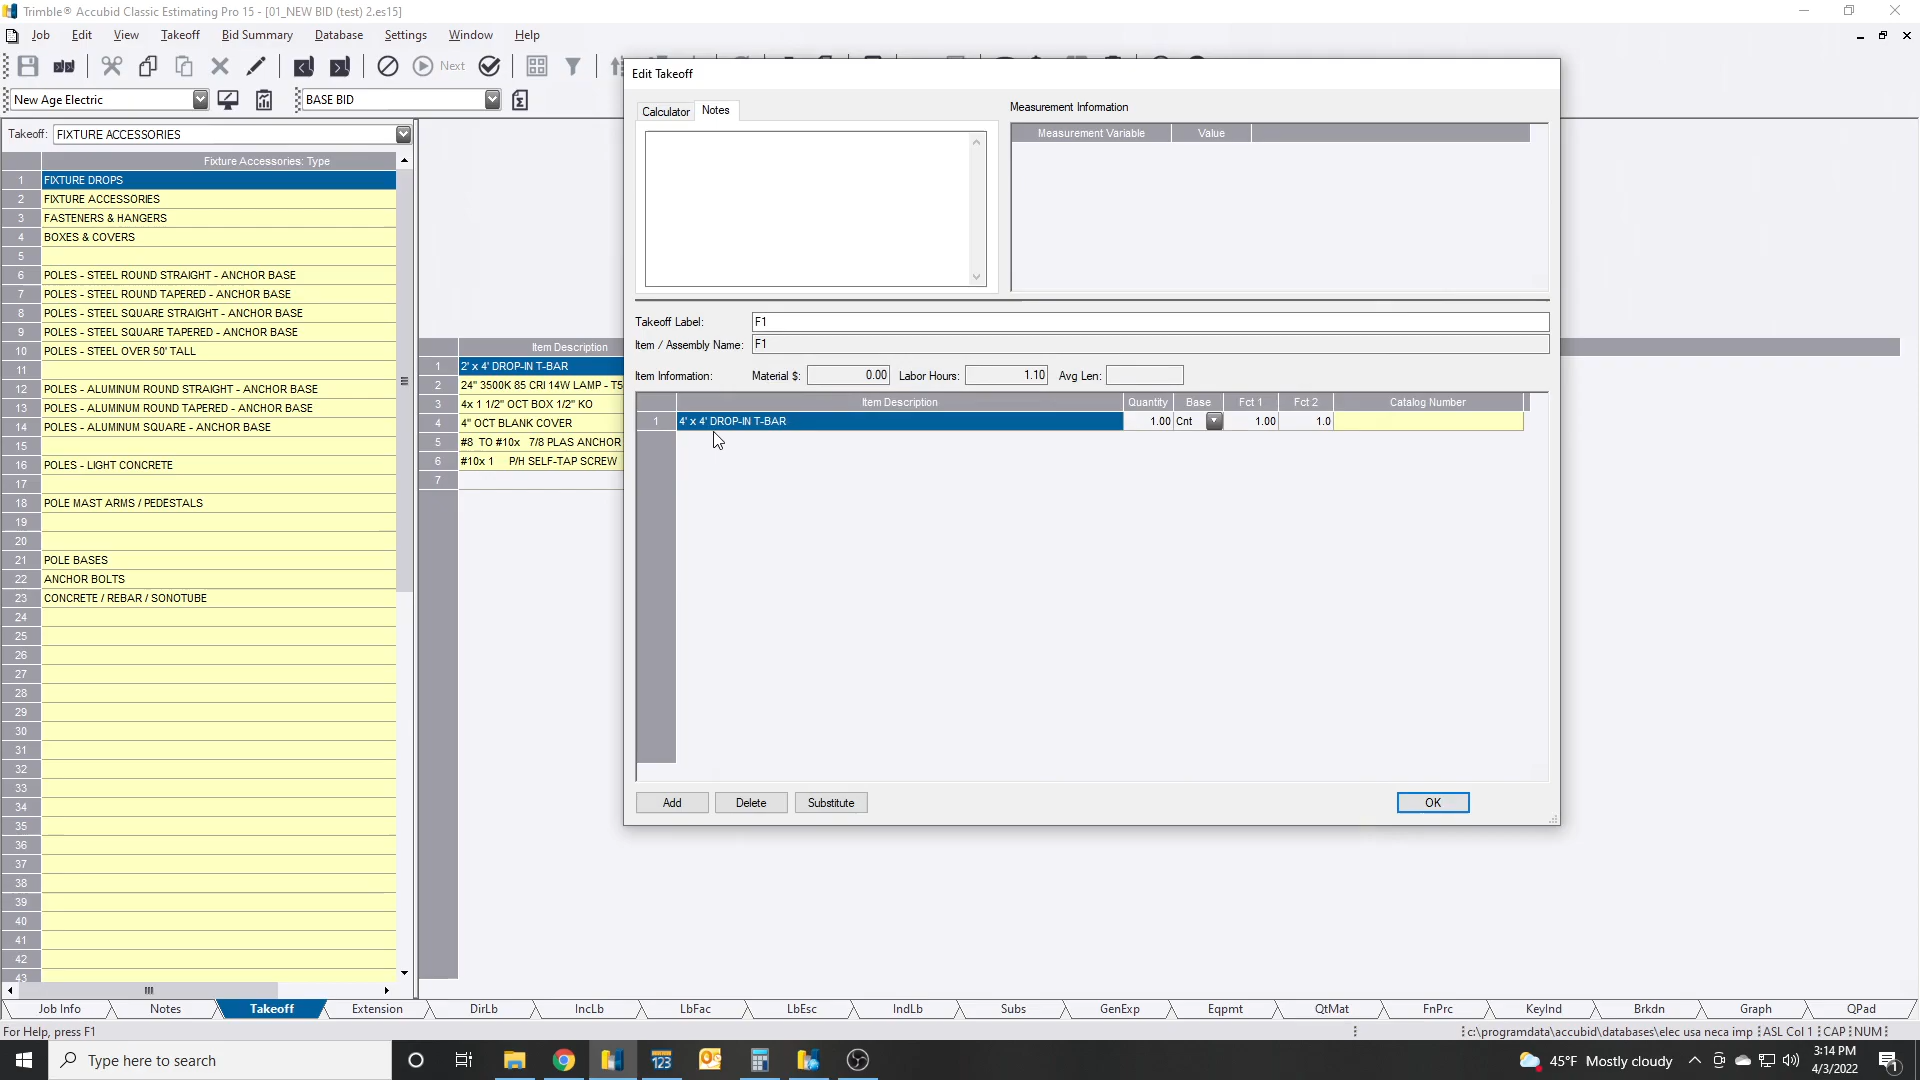 Trimble® Accubid Classic Estimating Pro 15 - [01_NEW BID (test) 2.es15]
Job Edit View Takeoff Bid Summary Database Settings Window Help
Next
New Age Electric BASE BID
Takeoff: FIXTURE ACCESSORIES
Fixture Accessories: Type
1 FIXTURE DROPS
2 FIXTURE ACCESSORIES
3 FASTENERS & HANGERS
4 BOXES & COVERS
5
6 POLES - STEEL ROUND STRAIGHT - ANCHOR BASE
7 POLES - STEEL ROUND TAPERED - ANCHOR BASE
8 POLES - STEEL SQUARE STRAIGHT - ANCHOR BASE
9 POLES - STEEL SQUARE TAPERED - ANCHOR BASE
10 POLES - STEEL OVER 50' TALL
11
12 POLES - ALUMINUM ROUND STRAIGHT - ANCHOR BASE
13 POLES - ALUMINUM ROUND TAPERED - ANCHOR BASE
14 POLES - ALUMINUM SQUARE - ANCHOR BASE
15
16 POLES - LIGHT CONCRETE
17
18 POLE MAST ARMS / PEDESTALS
19
20
21 POLE BASES
22 ANCHOR BOLTS
23 CONCRETE / REBAR / SONOTUBE
24
25
26
27
28
29
30
31
32
33
34
35
36
37
38
39
40
41
42
43
Item Description
1 2' x 4' DROP-IN T-BAR
2 24" 3500K 85 CRI 14W LAMP - T5
3 4x 1 1/2" OCT BOX 1/2" KO
4 4" OCT BLANK COVER
5 #8 TO #10x 7/8 PLAS ANCHOR
6 #10x 1 P/H SELF-TAP SCREW
7
Edit Takeoff
Calculator Notes
Measurement Information
Measurement Variable Value
Takeoff Label: F1
Item / Assembly Name: F1
Item Information: Material $: 0.00 Labor Hours: 1.10 Avg Len:
Item Description Quantity Base Fct 1 Fct 2 Catalog Number
1 4' x 4' DROP-IN T-BAR 1.00 Cnt 1.00 1.0
Add Delete Substitute OK
Job Info Notes Takeoff Extension DirLb IncLb LbFac LbEsc IndLb Subs GenExp Eqpmt QtMat FnPrc KeyInd Brkdn Graph QPad
For Help, press F1 c:\programdata\accubid\databases\elec usa neca imp ASL Col 1 CAP NUM
Type here to search
123
45°F Mostly cloudy
3:14 PM
4/3/2022
1